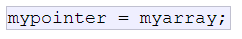 mypointer = myarray;